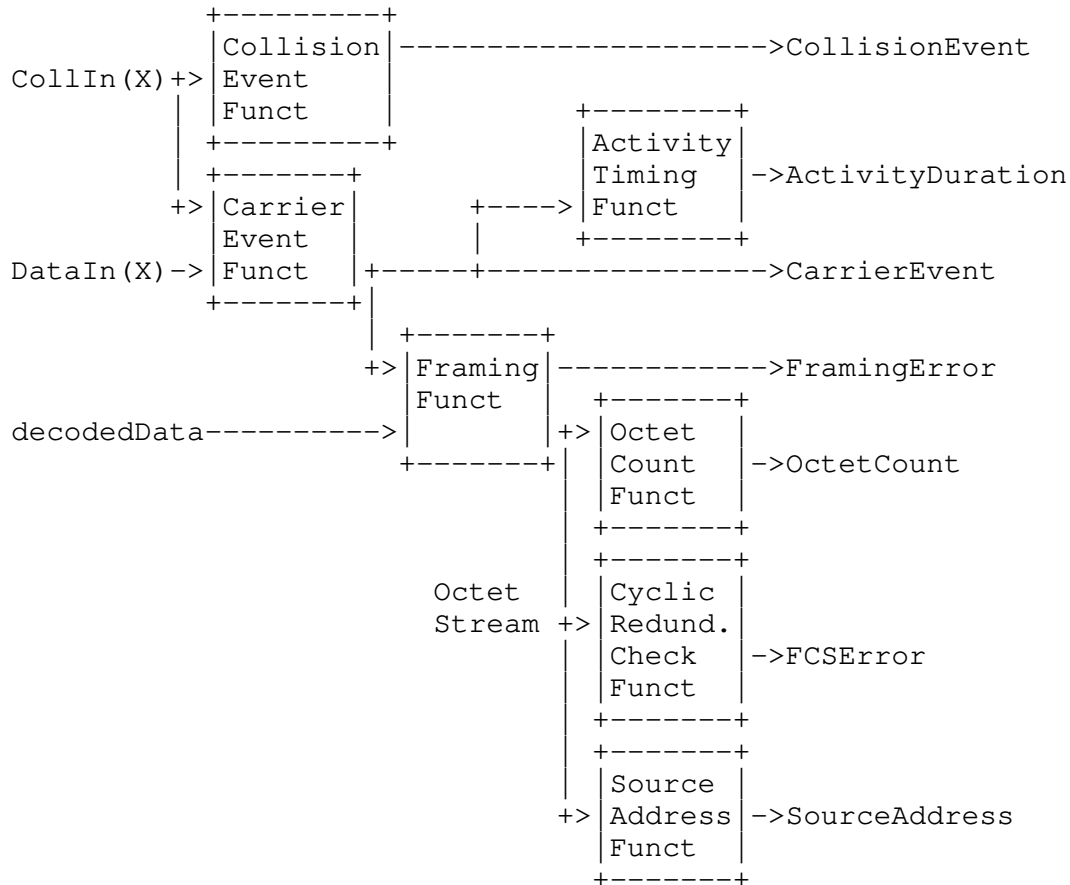 Collision ->CollisionEvent
CollIn(X) Event
Funct
Activity
Timing ->ActivityDuration
Carrier Funct
Event
DataIn(X)-> Funct ->CarrierEvent
Framing ->FramingError
Funct
decodedData-> Octet
Count ->OctetCount
Funct
Octet Cyclic
Stream Redund.
Check ->FCSError
Funct
Source
Address ->SourceAddress
Funct